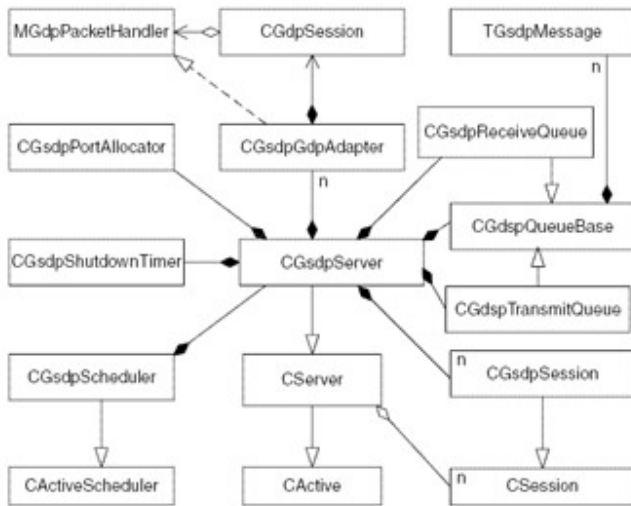 MGdpPacketHandler
CGdpSession
TGsdpMessage
n
CGsdpPortAllocator
CGsdpGdpAdapter
CGsdpReceiveQueue
n
CGdspQueueBase
CGsdpShutdownTimer
CGsdpServer
CGdspTransmitQueue
n
CGsdpScheduler
CServer
CGsdpSession
n
CActiveScheduler
CActive
CSession